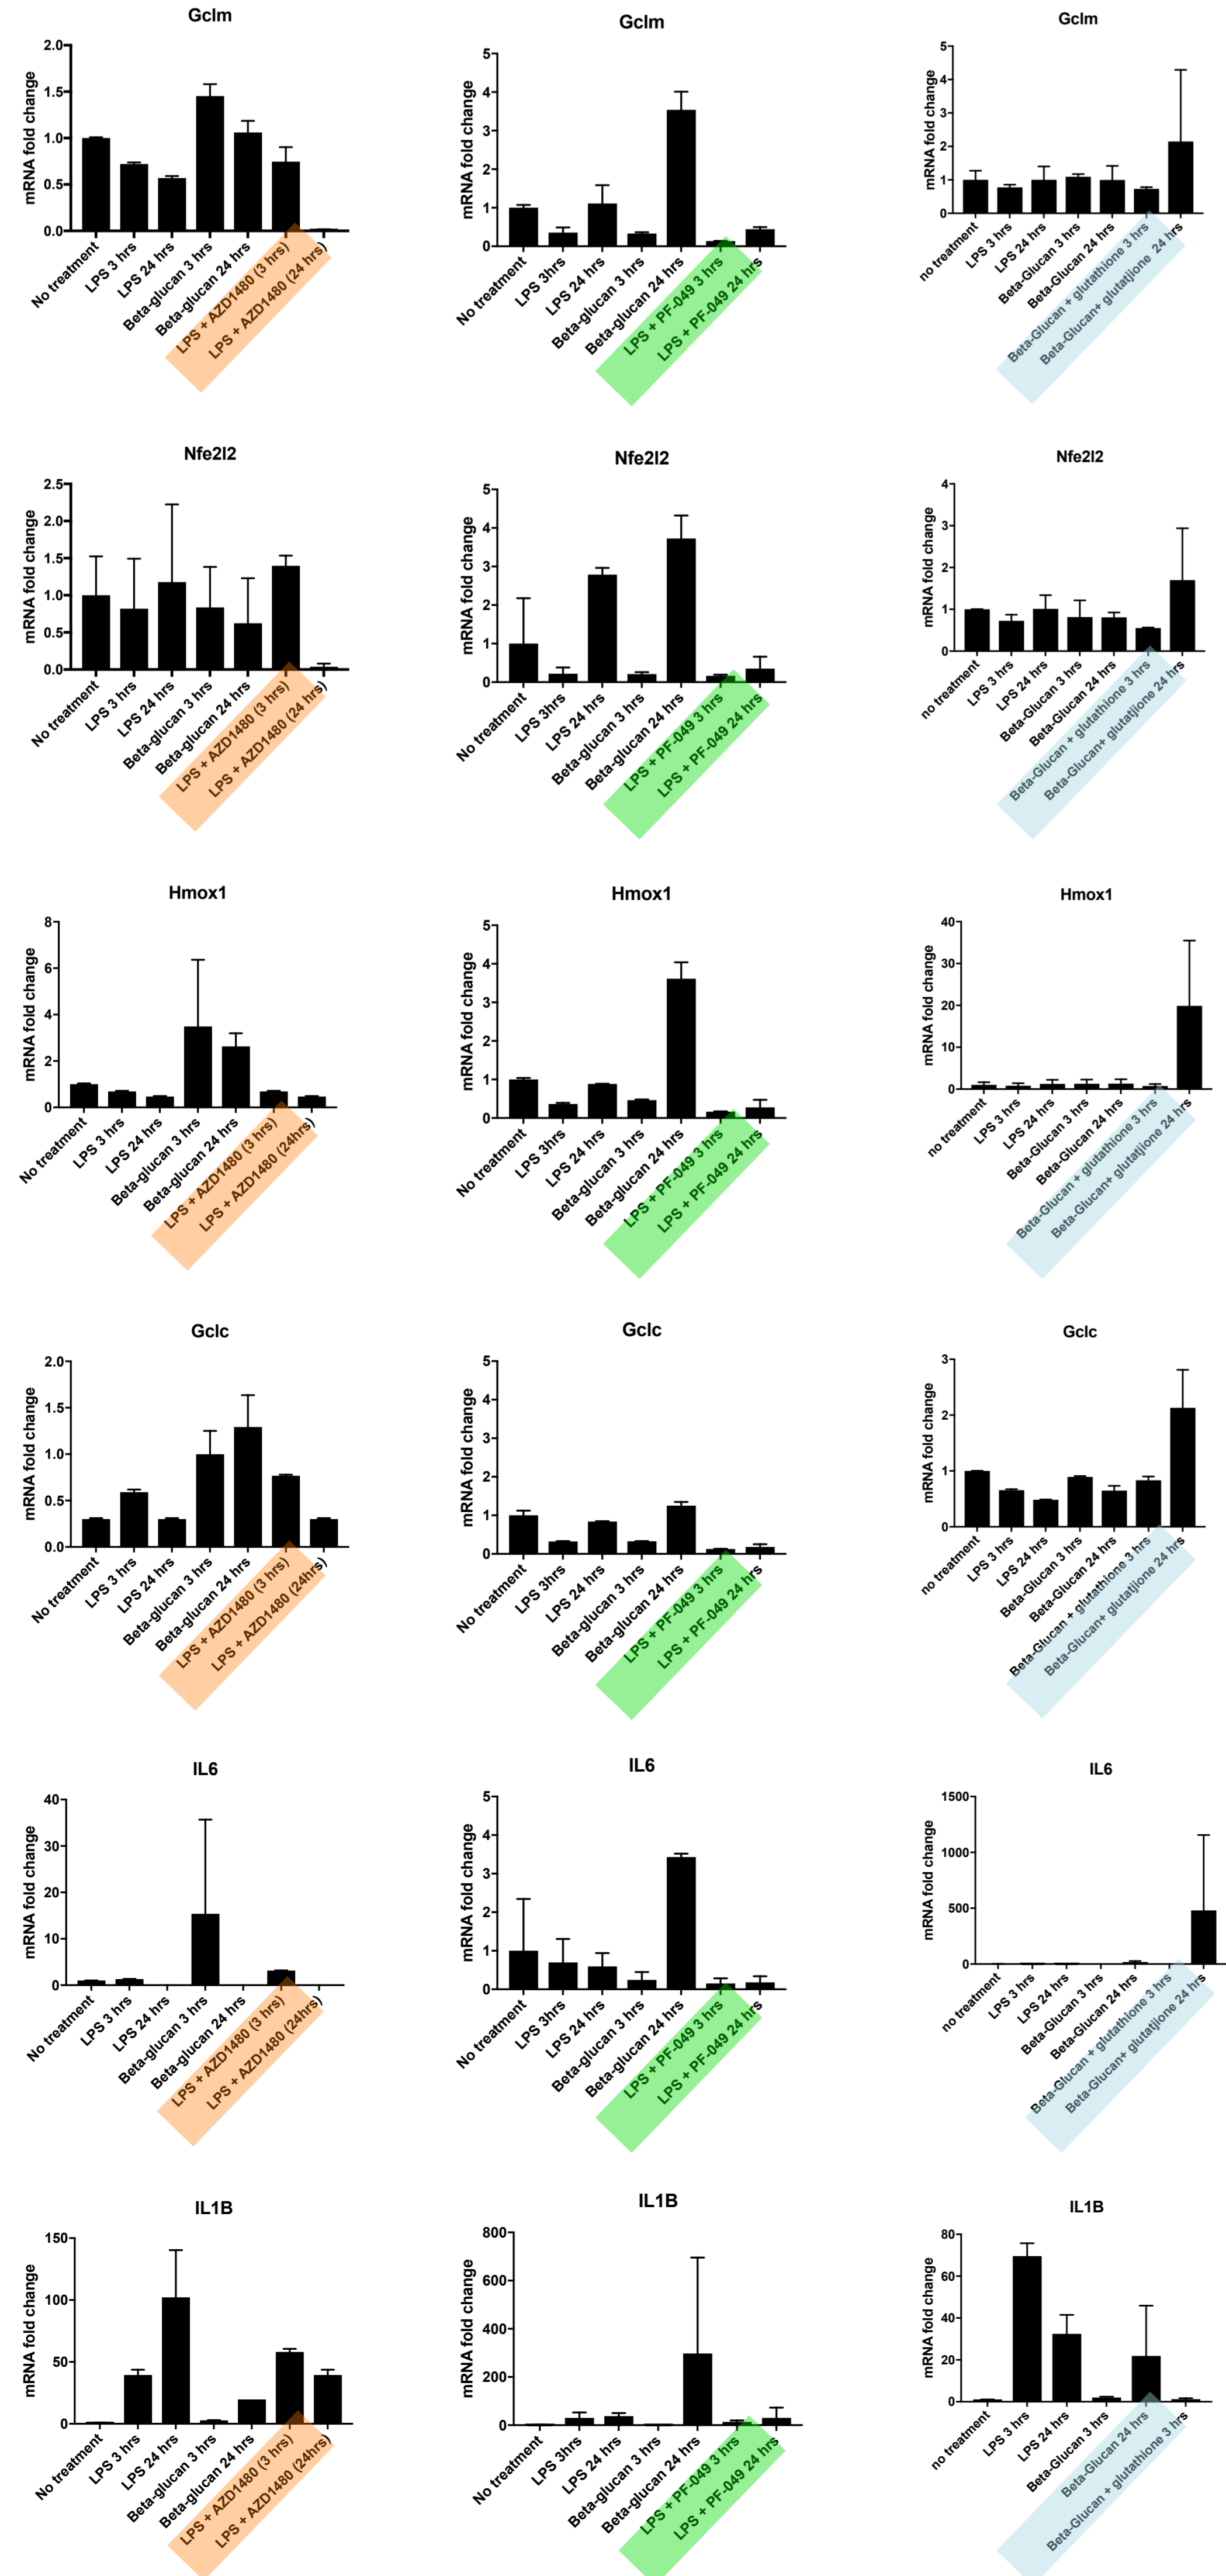 Gclm
mRNA fold change
2.0
1.5
1.0
0.5
0.0
No treatment
LPS 3 hrs
LPS 24 hrs
Beta-glucan 3 hrs
Beta-glucan 24 hrs
LPS + AZD1480 (3 hrs)
LPS + AZD1480 (24 hrs)
Gclm
mRNA fold change
5
4
3
2
1
0
No treatment
LPS 3hrs
LPS 24 hrs
Beta-glucan 3 hrs
Beta-glucan 24 hrs
LPS + PF-049 3 hrs
LPS + PF-049 24 hrs
Gclm
mRNA fold change
5
4
3
2
1
0
no treatment
LPS 3 hrs
LPS 24 hrs
Beta-Glucan 3 hrs
Beta-Glucan 24 hrs
Beta-Glucan + glutathione 3 hrs
Beta-Glucan+ glutatjione 24 hrs
Nfe2l2
mRNA fold change
2.5
2.0
1.5
1.0
0.5
0.0
No treatment
LPS 3 hrs
LPS 24 hrs
Beta-glucan 3 hrs
Beta-glucan 24 hrs
LPS + AZD1480 (3 hrs)
LPS + AZD1480 (24 hrs)
Nfe2l2
mRNA fold change
5
4
3
2
1
0
No treatment
LPS 3hrs
LPS 24 hrs
Beta-glucan 3 hrs
Beta-glucan 24 hrs
LPS + PF-049 3 hrs
LPS + PF-049 24 hrs
Nfe2l2
mRNA fold change
4
3
2
1
0
no treatment
LPS 3 hrs
LPS 24 hrs
Beta-Glucan 3 hrs
Beta-Glucan 24 hrs
Beta-Glucan + glutathione 3 hrs
Beta-Glucan+ glutatjione 24 hrs
Hmox1
mRNA fold change
8
6
4
2
0
No treatment
LPS 3 hrs
LPS 24 hrs
Beta-glucan 3 hrs
Beta-glucan 24 hrs
LPS + AZD1480 (3 hrs)
LPS + AZD1480 (24hrs)
Hmox1
mRNA fold change
5
4
3
2
1
0
No treatment
LPS 3hrs
LPS 24 hrs
Beta-glucan 3 hrs
Beta-glucan 24 hrs
LPS + PF-049 3 hrs
LPS + PF-049 24 hrs
Hmox1
mRNA fold change
40
30
20
10
0
no treatment
LPS 3 hrs
LPS 24 hrs
Beta-Glucan 3 hrs
Beta-Glucan 24 hrs
Beta-Glucan + glutathione 3 hrs
Beta-Glucan+ glutatjione 24 hrs
Gclc
mRNA fold change
2.0
1.5
1.0
0.5
0.0
No treatment
LPS 3 hrs
LPS 24 hrs
Beta-glucan 3 hrs
Beta-glucan 24 hrs
LPS + AZD1480 (3 hrs)
LPS + AZD1480 (24hrs)
Gclc
mRNA fold change
5
4
3
2
1
0
No treatment
LPS 3hrs
LPS 24 hrs
Beta-glucan 3 hrs
Beta-glucan 24 hrs
LPS + PF-049 3 hrs
LPS + PF-049 24 hrs
Gclc
mRNA fold change
3
2
1
0
no treatment
LPS 3 hrs
LPS 24 hrs
Beta-Glucan 3 hrs
Beta-Glucan 24 hrs
Beta-Glucan + glutathione 3 hrs
Beta-Glucan+ glutatjione 24 hrs
IL6
mRNA fold change
40
30
20
10
0
No treatment
LPS 3 hrs
LPS 24 hrs
Beta-glucan 3 hrs
Beta-glucan 24 hrs
LPS + AZD1480 (3 hrs)
LPS + AZD1480 (24hrs)
IL6
mRNA fold change
5
4
3
2
1
0
No treatment
LPS 3hrs
LPS 24 hrs
Beta-glucan 3 hrs
Beta-glucan 24 hrs
LPS + PF-049 3 hrs
LPS + PF-049 24 hrs
IL6
mRNA fold change
1500
1000
500
0
no treatment
LPS 3 hrs
LPS 24 hrs
Beta-Glucan 3 hrs
Beta-Glucan 24 hrs
Beta-Glucan + glutathione 3 hrs
Beta-Glucan+ glutatjione 24 hrs
IL1B
mRNA fold change
150
100
50
0
No treatment
LPS 3 hrs
LPS 24 hrs
Beta-glucan 3 hrs
Beta-glucan 24 hrs
LPS + AZD1480 (3 hrs)
LPS + AZD1480 (24hrs)
IL1B
mRNA fold change
800
600
400
200
0
No treatment
LPS 3hrs
LPS 24 hrs
Beta-glucan 3 hrs
Beta-glucan 24 hrs
LPS + PF-049 3 hrs
LPS + PF-049 24 hrs
IL1B
mRNA fold change
80
60
40
20
0
no treatment
LPS 3 hrs
LPS 24 hrs
Beta-Glucan 3 hrs
Beta-Glucan 24 hrs
Beta-Glucan + glutathione 3 hrs